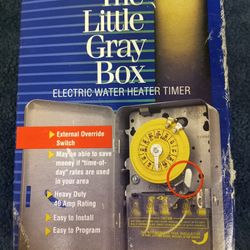 The
Little
Gray
Box
ELECTRIC WATER HEATER TIMER
External Override
Switch
May be able to save
money if "time-of-
day" rates are used
in your area
Heavy Duty
40 Amp Rating
Easy to Install
Easy to Program